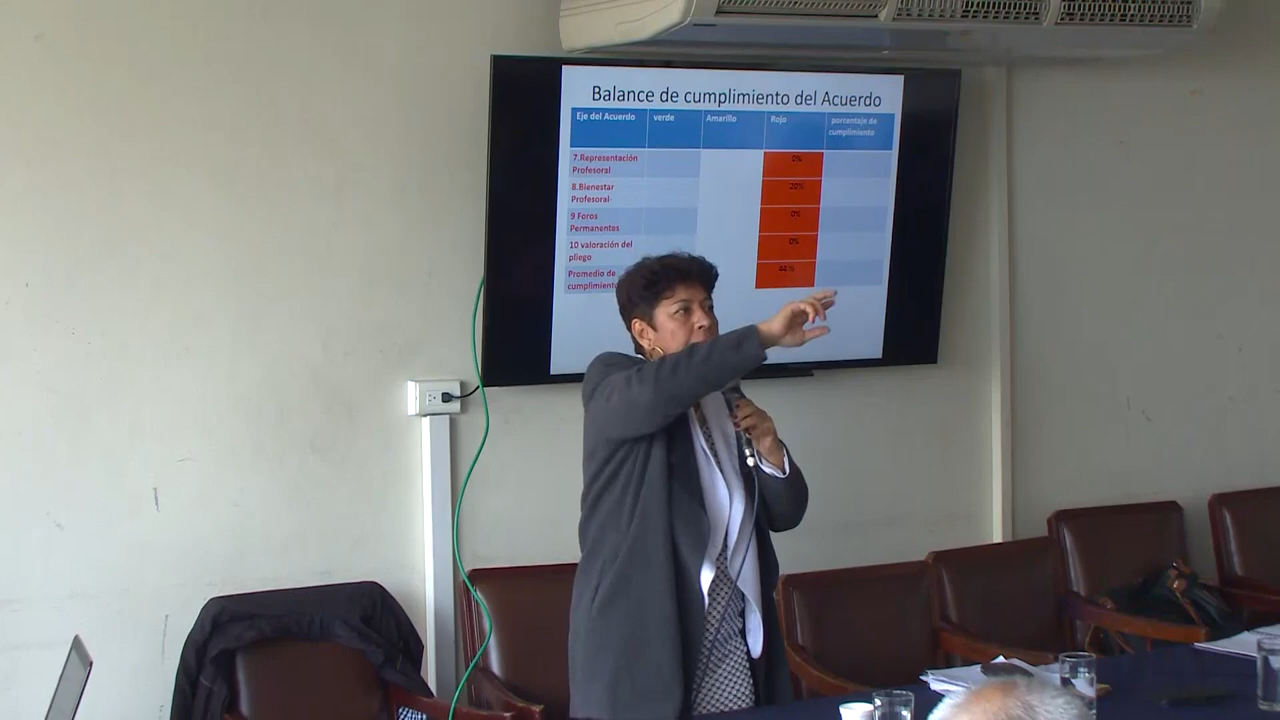 Balance de cumplimiento del Acuerdo
Eje del Acuerdo verde Amarillo Rojo porcentaje de
cumplimiento
7.Representación 0%
Profesoral
8.Bienestar 20%
Profesoral
9 Foros 0%
Permanentes
10 valoración del 0%
pliego
Promedio de 44%
cumplimiento